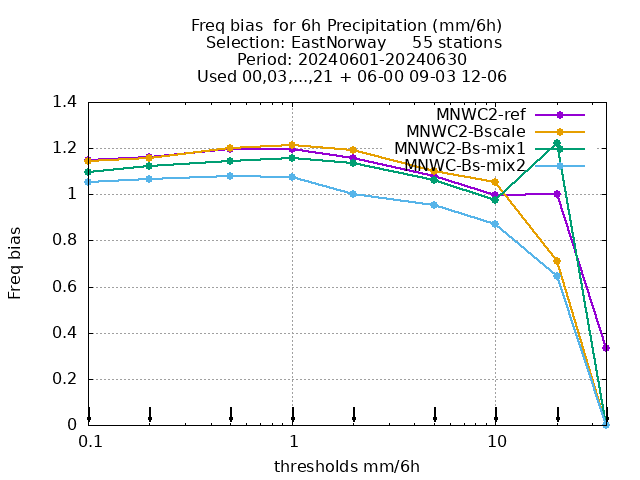 Freq bias  for 6h Precipitation (mm/6h)
Selection: EastNorway     55 stations
Period: 20240601-20240630
Used 00,03,...,21 + 06-00 09-03 12-06
MNWC2-ref
MNWC2-Bscale
MNWC2-Bs-mix1
MNWC-Bs-mix2
1.4
1.2
1
0.8
0.6
0.4
0.2
0
Freq bias
0.1 1 10
thresholds mm/6h